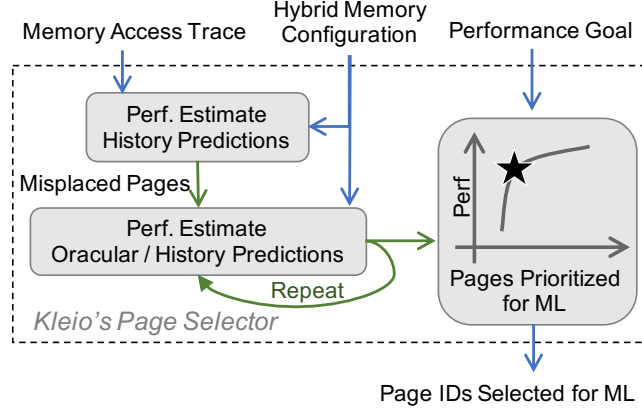 Memory Access Trace
Hybrid Memory
Configuration
Performance Goal
Perf. Estimate
History Predictions
Misplaced Pages
Perf. Estimate
Oracular / History Predictions
Repeat
Kleio's Page Selector
Perf
Pages Prioritized
for ML
Page IDs Selected for ML